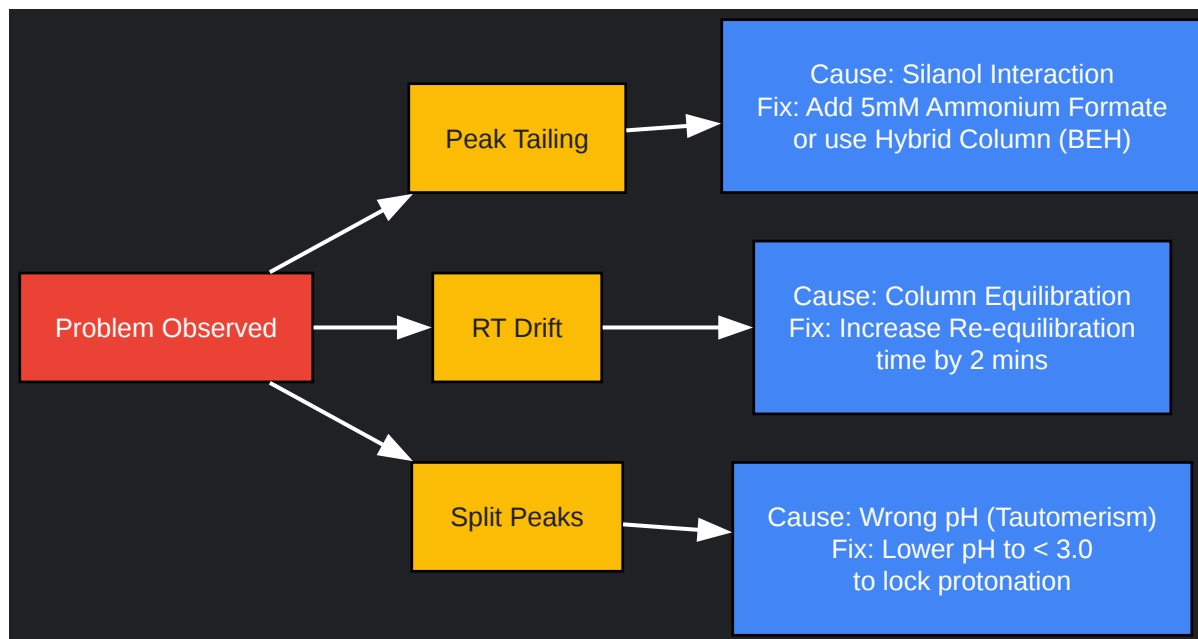 Cause: Silanol Interaction
Fix: Add 5mM Ammonium Formate
or use Hybrid Column (BEH)
Peak Tailing
Problem Observed
RT Drift
Cause: Column Equilibration
Fix: Increase Re-equilibration
time by 2 mins
Split Peaks
Cause: Wrong pH (Tautomerism)
Fix: Lower pH to < 3.0
to lock protonation